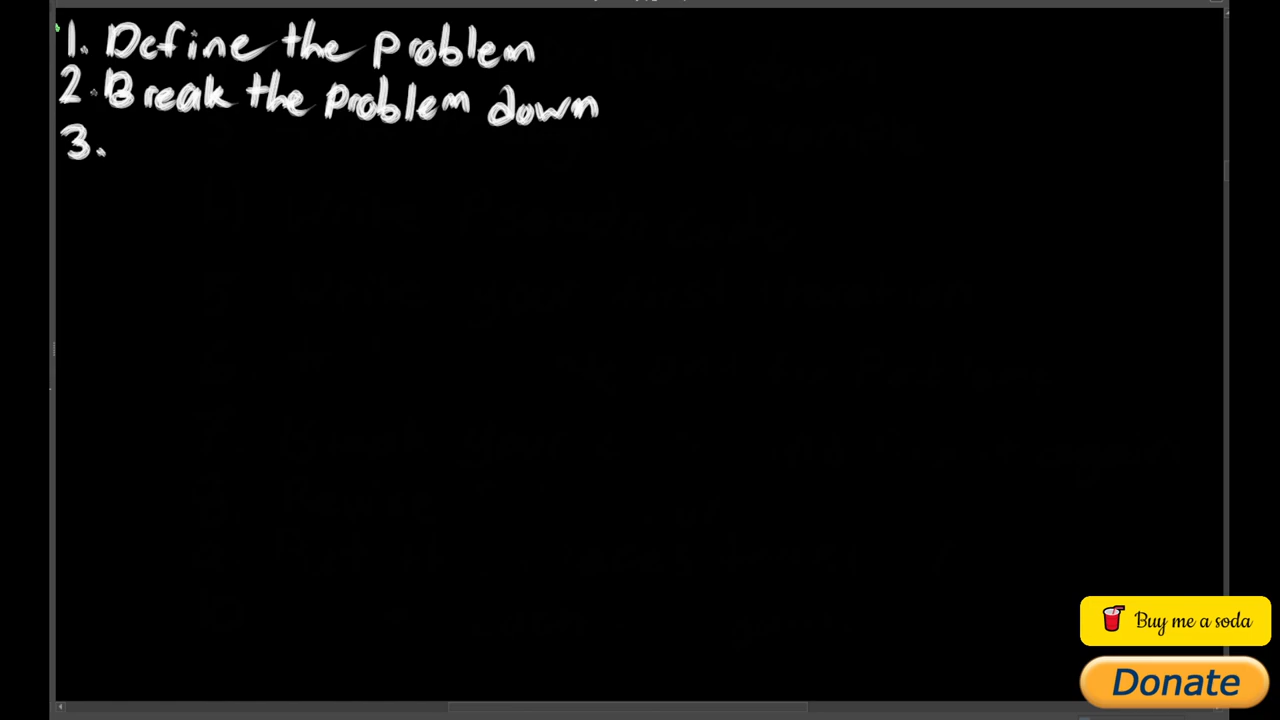 1. Define the problem
2. Break the problem down
3.
Buy me a soda
Donate